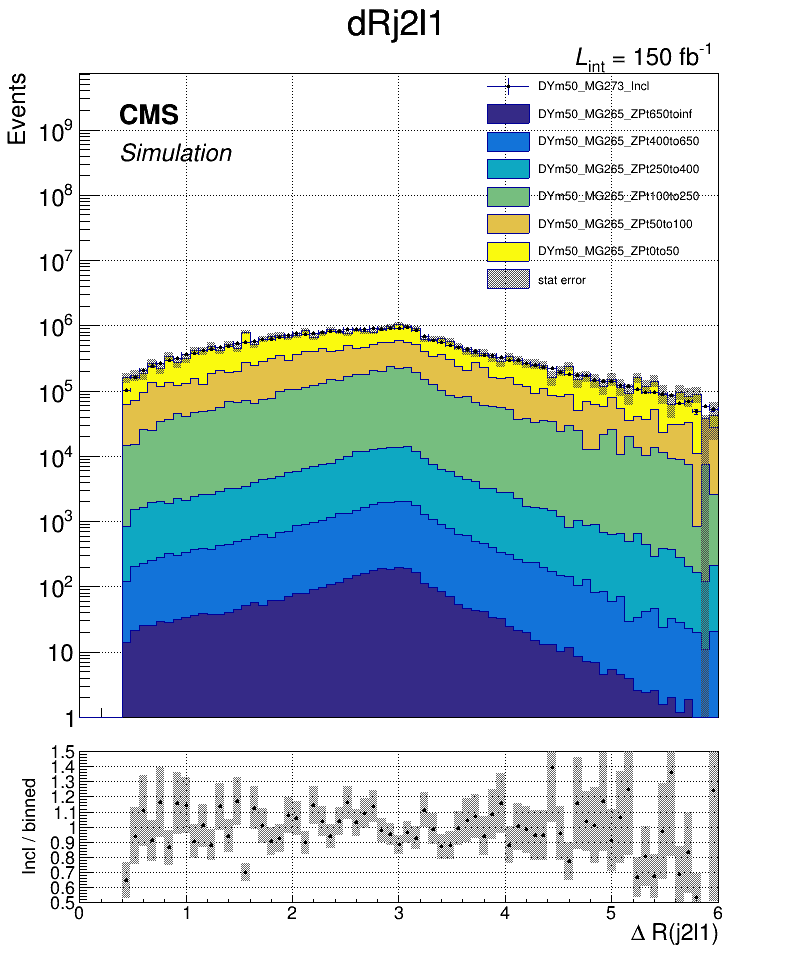 dRj2l1
L_int = 150 fb^-1
Events
CMS
Simulation
DYm50_MG273_Incl
DYm50_MG265_ZPt650toinf
DYm50_MG265_ZPt400to650
DYm50_MG265_ZPt250to400
DYm50_MG265_ZPt100to250
DYm50_MG265_ZPt50to100
DYm50_MG265_ZPt0to50
stat error
10^9
10^8
10^7
10^6
10^5
10^4
10^3
10^2
10
1
Incl / binned
1.5
1.4
1.3
1.2
1.1
1
0.9
0.8
0.7
0.6
0.5
0 1 2 3 4 5 6
Δ R(j2l1)